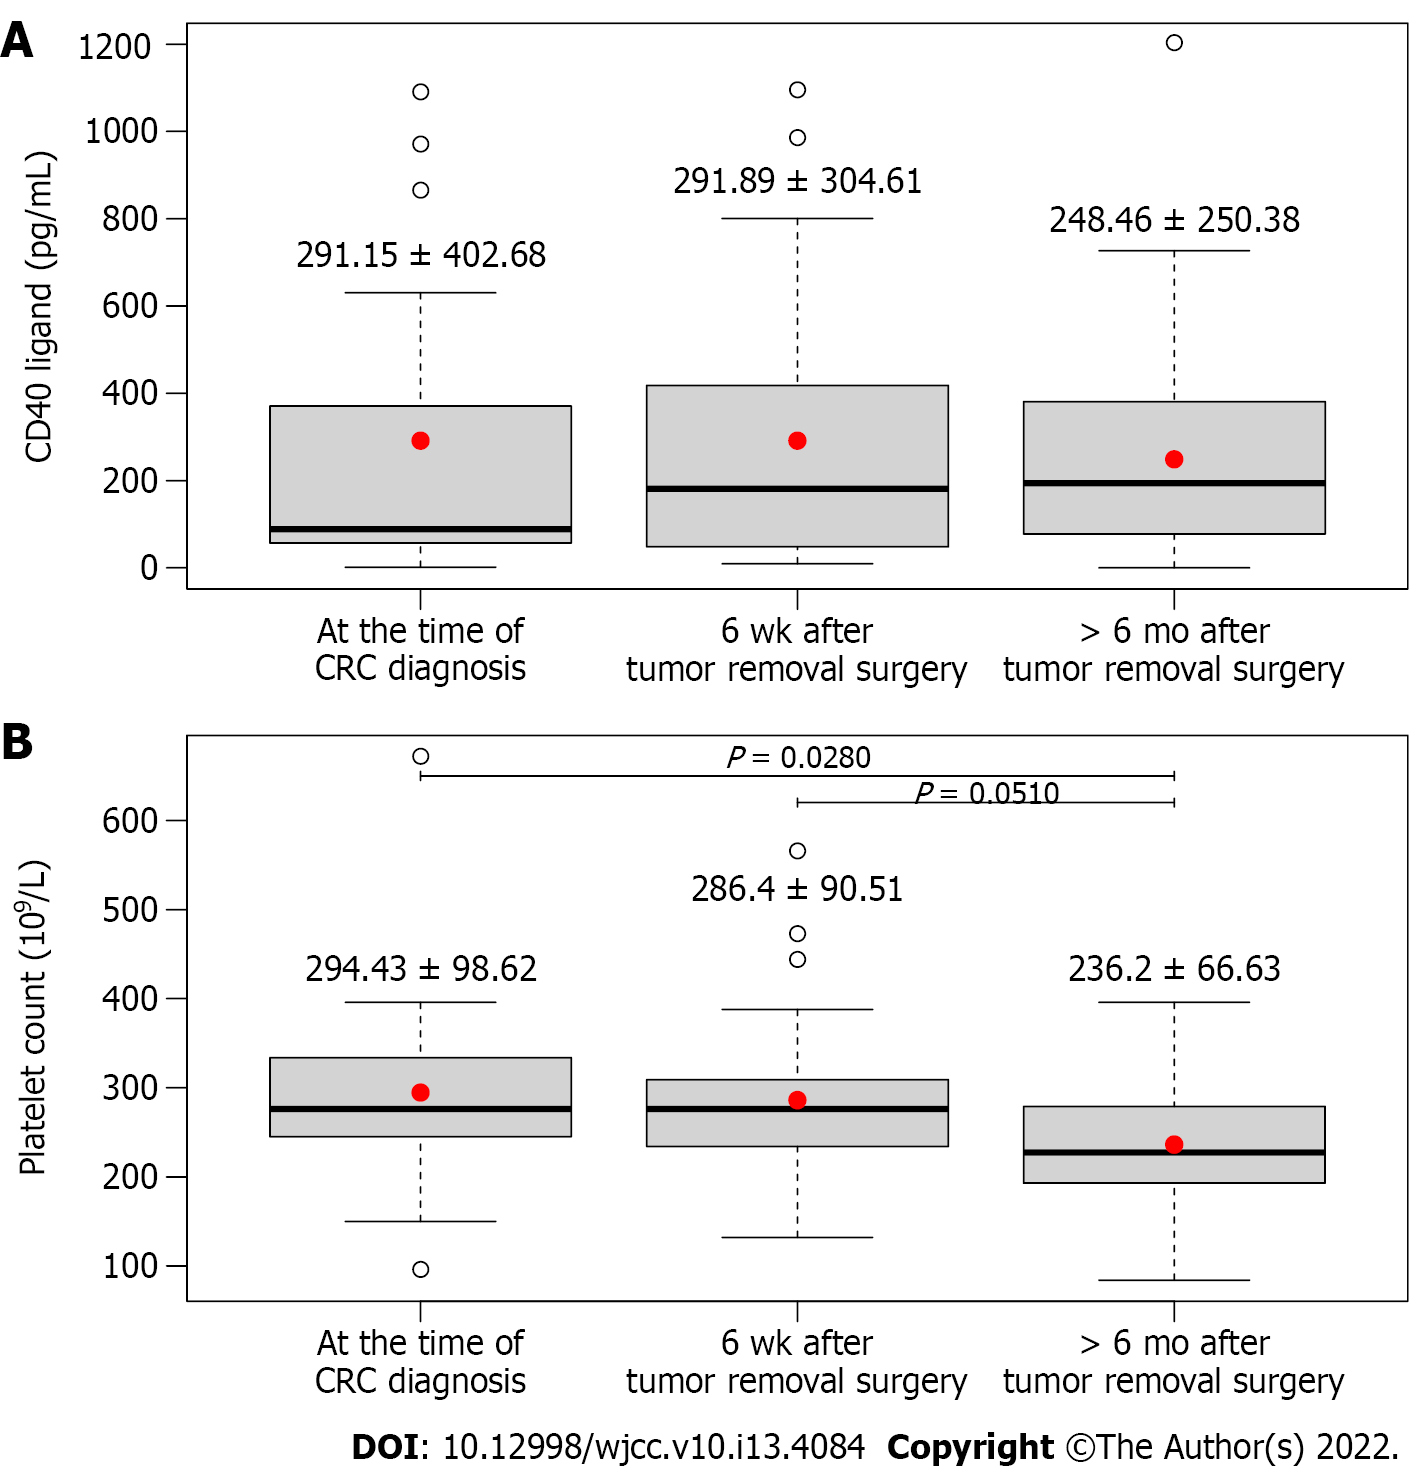 A
1200
1000
800
600
400
200
0
CD40 ligand (pg/mL)
291.15 ± 402.68
291.89 ± 304.61
248.46 ± 250.38
At the time of
CRC diagnosis
6 wk after
tumor removal surgery
> 6 mo after
tumor removal surgery
B
600
500
400
300
200
100
Platelet count (10⁹/L)
P = 0.0280
P = 0.0510
294.43 ± 98.62
286.4 ± 90.51
236.2 ± 66.63
At the time of
CRC diagnosis
6 wk after
tumor removal surgery
> 6 mo after
tumor removal surgery
DOI: 10.12998/wjcc.v10.i13.4084 Copyright ©The Author(s) 2022.